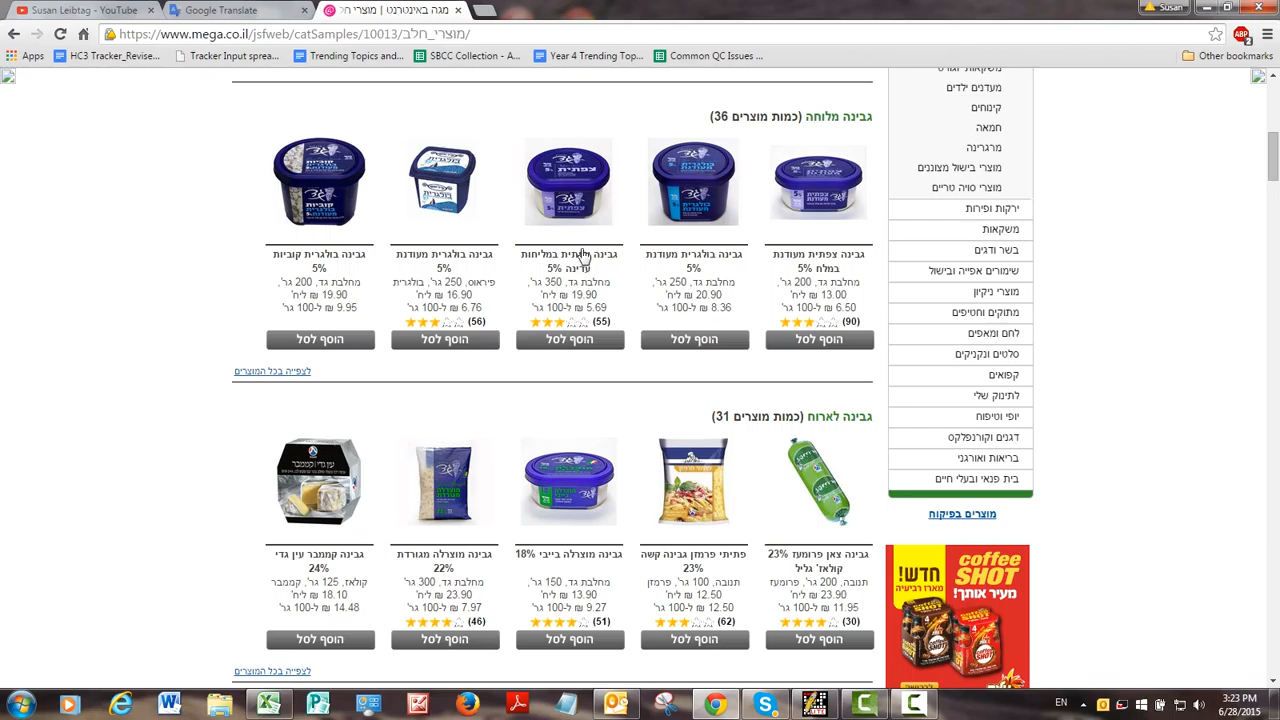 Susan Leibtag - YouTube
Google Translate
מגה באינטרנט | מוצרי חל
Susan
https://www.mega.co.il/jsfweb/catSamples/10013/מוצרי_חלב/
Apps
HC3 Tracker_Revise...
Tracker Input sprea...
Trending Topics and...
SBCC Collection - A...
Year 4 Trending Top...
Common QC Issues ...
Other bookmarks
מעדנים ילדים
קינוחים
חמאה
מרגרינה
מוצרי בישול מצוננים
מוצרי סויה טריים
ירקות ופירות
משקאות
בשר ודגים
שימורים אפייה ובישול
מוצרי ניקיון
מתוקים וחטיפים
לחם ומאפים
סלטים ונקניקים
קפואים
לתינוק שלי
יופי וטיפוח
דגנים וקורנפלקס
בריאות ואורגני
בית פנאי ובעלי חיים
מוצרים בפיקוח
coffee SHOT
חדש!
מארז רביעיה
מעיר אותך!
גבינה מלוחה (כמות מוצרים 36)
גבינה צפתית מעודנת במלח 5%
מחלבת גד, 200 גר',
13.00 ₪ ליח'
6.50 ₪ ל-100 גר'
(90)
הוסף לסל
גבינה בולגרית מעודנת 5%
מחלבת גד, 250 גר',
20.90 ₪ ליח'
8.36 ₪ ל-100 גר'
הוסף לסל
גבינה צפתית במליחות עדינה 5%
מחלבת גד, 350 גר',
19.90 ₪ ליח'
5.69 ₪ ל-100 גר'
(55)
הוסף לסל
גבינה בולגרית מעודנת 5%
פיראוס, 250 גר', בולגרית
16.90 ₪ ליח'
6.76 ₪ ל-100 גר'
(56)
הוסף לסל
גבינה בולגרית קוביות 5%
מחלבת גד, 200 גר',
19.90 ₪ ליח'
9.95 ₪ ל-100 גר'
הוסף לסל
לצפייה בכל המוצרים
גבינה לארוח (כמות מוצרים 31)
גבינה צאן פרומעז 23% קולאז' גליל
תנובה, 200 גר', פרומעז
23.90 ₪ ליח'
11.95 ₪ ל-100 גר'
(30)
הוסף לסל
פתיתי פרמזן גבינה קשה 23%
תנובה, 100 גר', פרמזן
12.50 ₪ ליח'
12.50 ₪ ל-100 גר'
(62)
הוסף לסל
גבינה מוצרלה בייבי 18%
מחלבת גד, 150 גר',
13.90 ₪ ליח'
9.27 ₪ ל-100 גר'
(51)
הוסף לסל
גבינה מוצרלה מגורדת 22%
מחלבת גד, 300 גר',
23.90 ₪ ליח'
7.97 ₪ ל-100 גר'
(46)
הוסף לסל
גבינה קממבר עין גדי 24%
קולאז, 125 גר', קממבר
18.10 ₪ ליח'
14.48 ₪ ל-100 גר'
הוסף לסל
לצפייה בכל המוצרים
EN
3:23 PM
6/28/2015